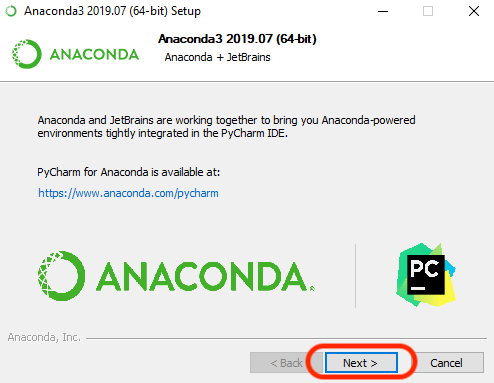 Anaconda3 2019.07 (64-bit) Setup
ANACONDA
Anaconda3 2019.07 (64-bit)
Anaconda + JetBrains
Anaconda and JetBrains are working together to bring you Anaconda-powered
environments tightly integrated in the PyCharm IDE.
PyCharm for Anaconda is available at:
https://www.anaconda.com/pycharm
ANACONDA®
PC
Anaconda, Inc.
< Back Next > Cancel